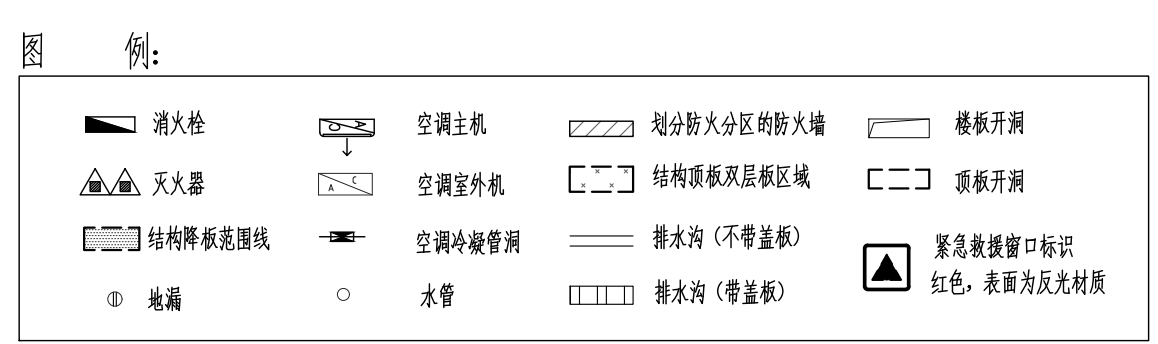 图 例:
消火栓 空调主机 划分防火分区的防火墙 楼板开洞
灭火器 空调室外机 结构顶板双层板区域 顶板开洞
结构降板范围线 空调冷凝管洞 排水沟（不带盖板） 紧急救援窗口标识
红色，表面为反光材质
地漏 水管 排水沟（带盖板）
A C
A C